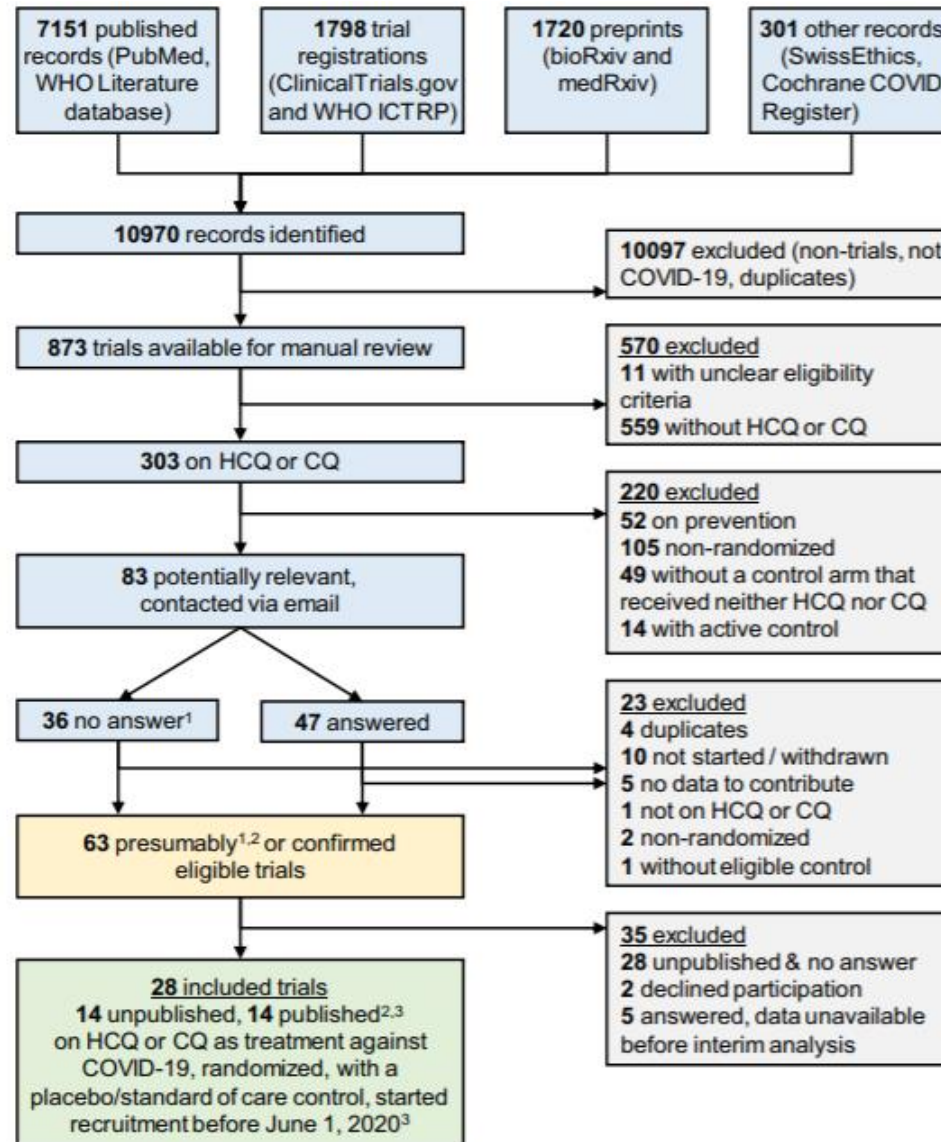 7151 published
records (PubMed,
WHO Literature
database)
1798 trial
registrations
(ClinicalTrials.gov
and WHO ICTRP)
1720 preprints
(bioRxiv and
medRxiv)
301 other records
(SwissEthics,
Cochrane COVID
Register)
10970 records identified
10097 excluded (non-trials, not
COVID-19, duplicates)
873 trials available for manual review
570 excluded
11 with unclear eligibility
criteria
559 without HCQ or CQ
303 on HCQ or CQ
220 excluded
52 on prevention
105 non-randomized
49 without a control arm that
received neither HCQ nor CQ
14 with active control
83 potentially relevant,
contacted via email
36 no answer¹
47 answered
23 excluded
4 duplicates
10 not started / withdrawn
5 no data to contribute
1 not on HCQ or CQ
2 non-randomized
1 without eligible control
63 presumably¹,² or confirmed
eligible trials
35 excluded
28 unpublished & no answer
2 declined participation
5 answered, data unavailable
before interim analysis
28 included trials
14 unpublished, 14 published²,³
on HCQ or CQ as treatment against
COVID-19, randomized, with a
placebo/standard of care control, started
recruitment before June 1, 2020³